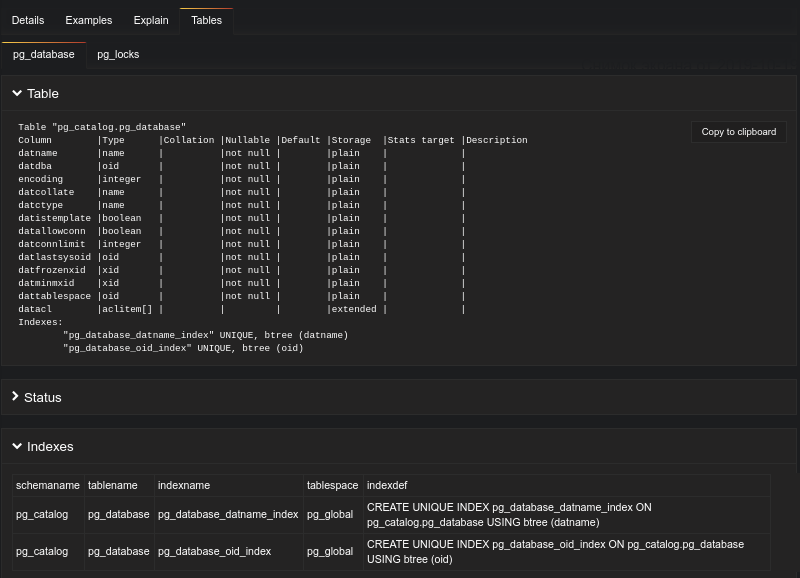 Details Examples Explain Tables
pg_database pg_locks
Table
Copy to clipboard
Table "pg_catalog.pg_database"
Column        |Type      |Collation |Nullable |Default |Storage  |Stats target |Description
datname       |name      |          |not null |        |plain    |             |
datdba        |oid       |          |not null |        |plain    |             |
encoding      |integer   |          |not null |        |plain    |             |
datcollate    |name      |          |not null |        |plain    |             |
datctype      |name      |          |not null |        |plain    |             |
datistemplate |boolean   |          |not null |        |plain    |             |
datallowconn  |boolean   |          |not null |        |plain    |             |
datconnlimit  |integer   |          |not null |        |plain    |             |
datlastsysoid |oid       |          |not null |        |plain    |             |
datfrozenxid  |xid       |          |not null |        |plain    |             |
datminmxid    |xid       |          |not null |        |plain    |             |
dattablespace |oid       |          |not null |        |plain    |             |
datacl        |aclitem[] |          |         |        |extended |             |
Indexes:
        "pg_database_datname_index" UNIQUE, btree (datname)
        "pg_database_oid_index" UNIQUE, btree (oid)
Status
Indexes
schemaname tablename indexname tablespace indexdef
pg_catalog pg_database pg_database_datname_index pg_global CREATE UNIQUE INDEX pg_database_datname_index ON
pg_catalog.pg_database USING btree (datname)
pg_catalog pg_database pg_database_oid_index pg_global CREATE UNIQUE INDEX pg_database_oid_index ON pg_catalog.pg_database
USING btree (oid)